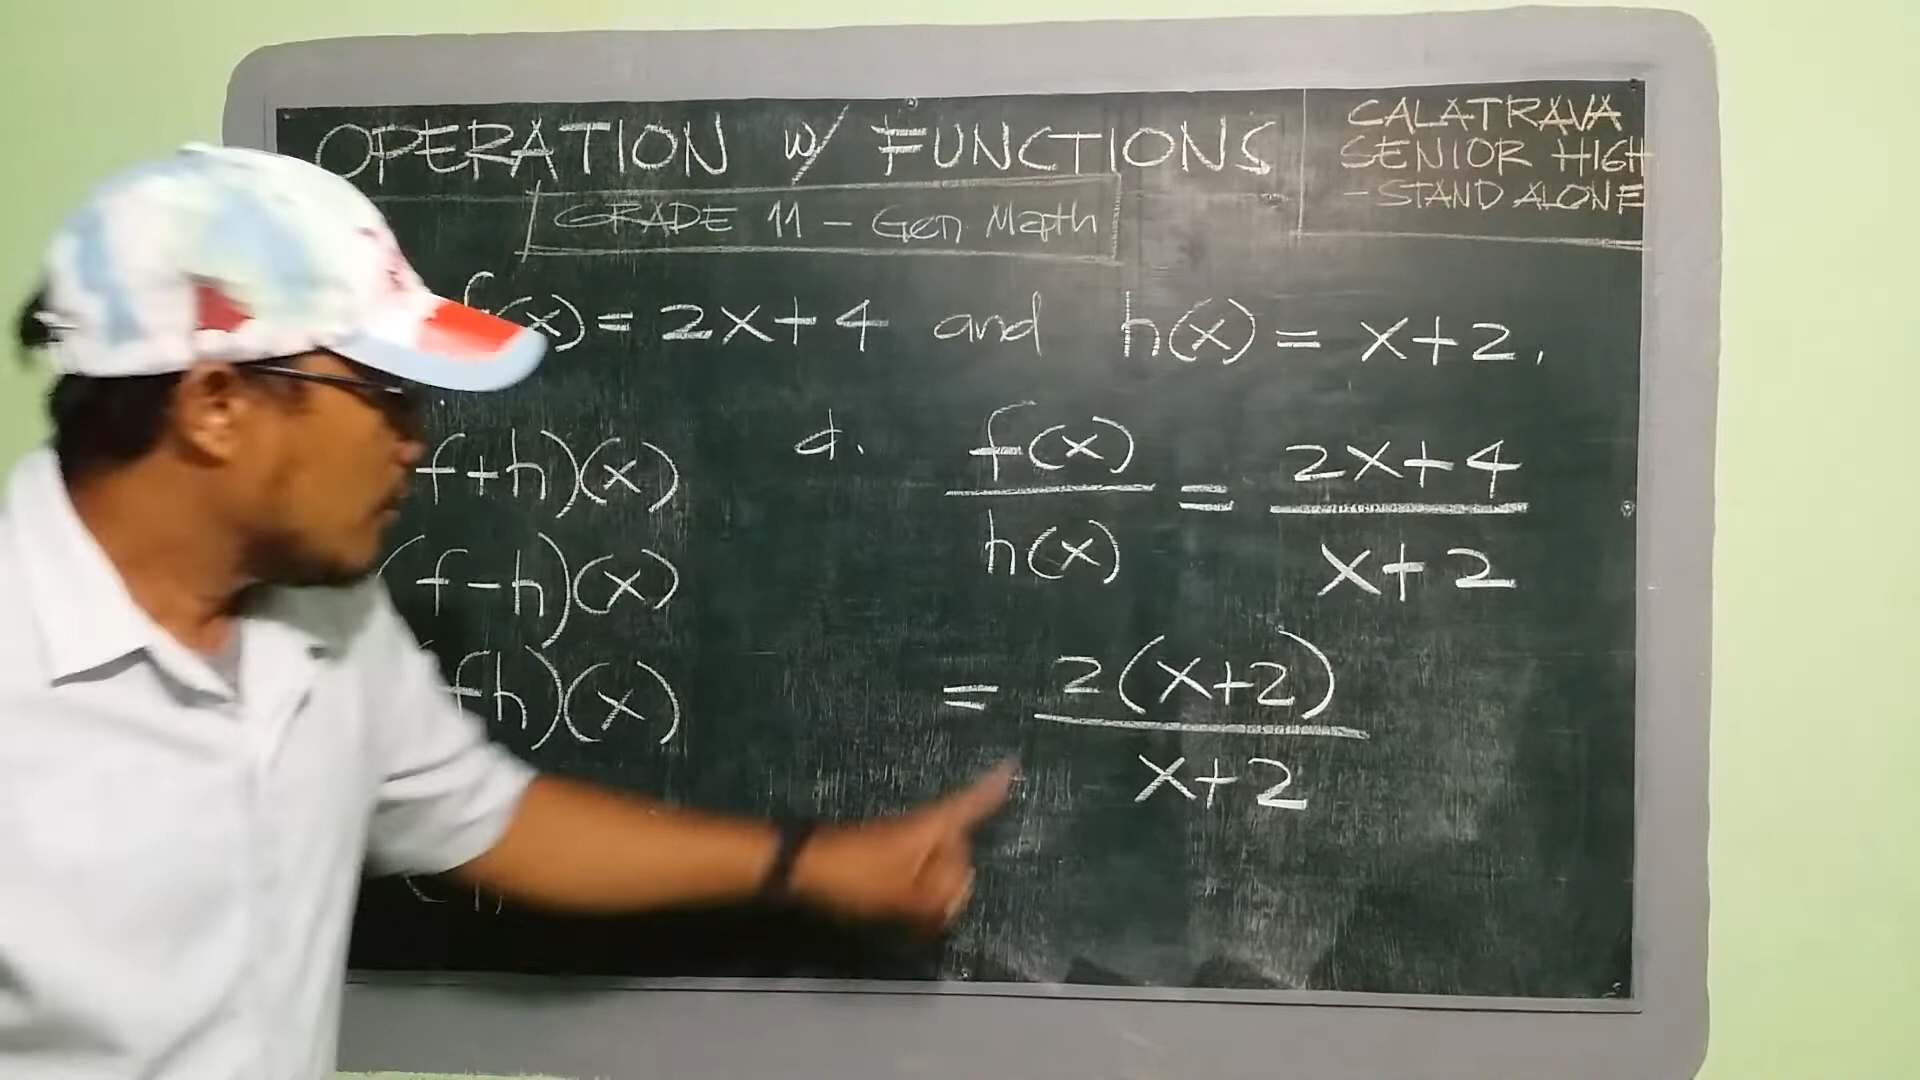 OPERATION w/ FUNCTIONS
GRADE 11 - Gen Math
CALATRAVA
SENIOR HIGH
- STAND ALONE
f(x) = 2x+4 and h(x) = x+2.
f+h)(x)
(f-h)(x)
fh)(x)
d. f(x)/h(x) = 2x+4/x+2
= 2(x+2)/x+2